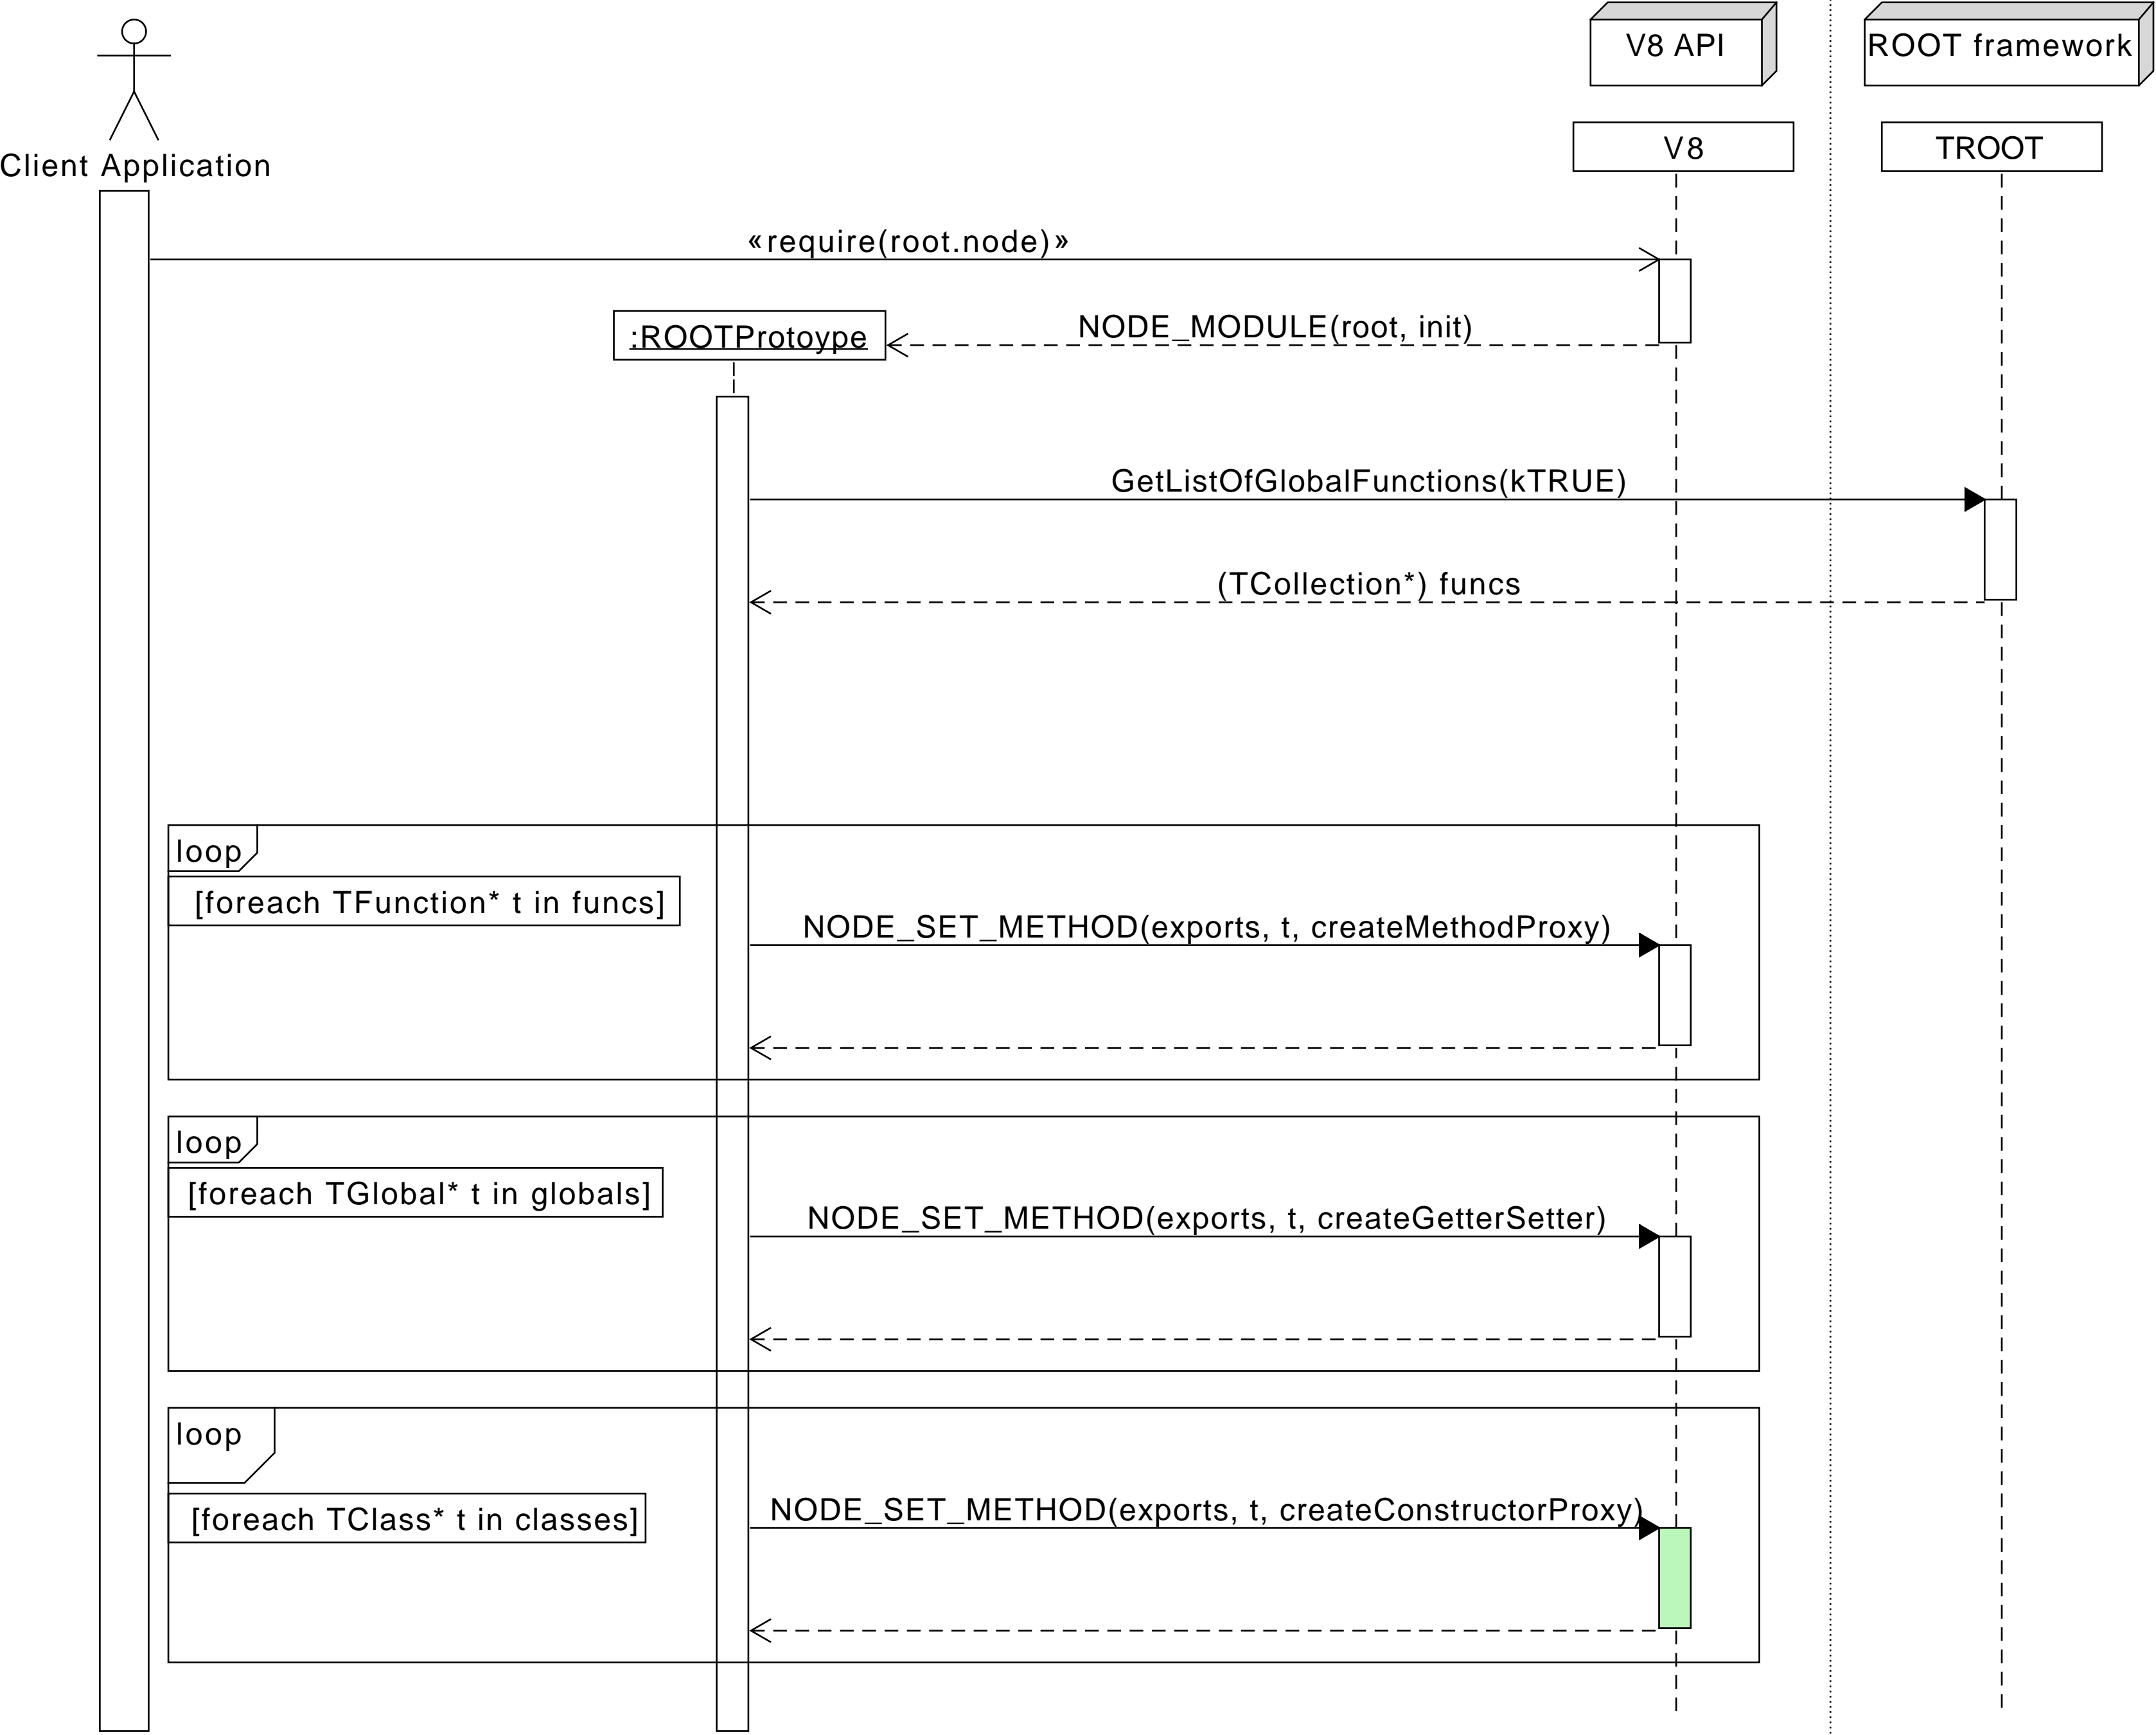 V8 API
ROOT framework
Client Application
V8
TROOT
«require(root.node)»
:ROOTProtoype
NODE_MODULE(root, init)
GetListOfGlobalFunctions(kTRUE)
(TCollection*) funcs
loop
[foreach TFunction* t in funcs]
NODE_SET_METHOD(exports, t, createMethodProxy)
loop
[foreach TGlobal* t in globals]
NODE_SET_METHOD(exports, t, createGetterSetter)
loop
[foreach TClass* t in classes]
NODE_SET_METHOD(exports, t, createConstructorProxy)